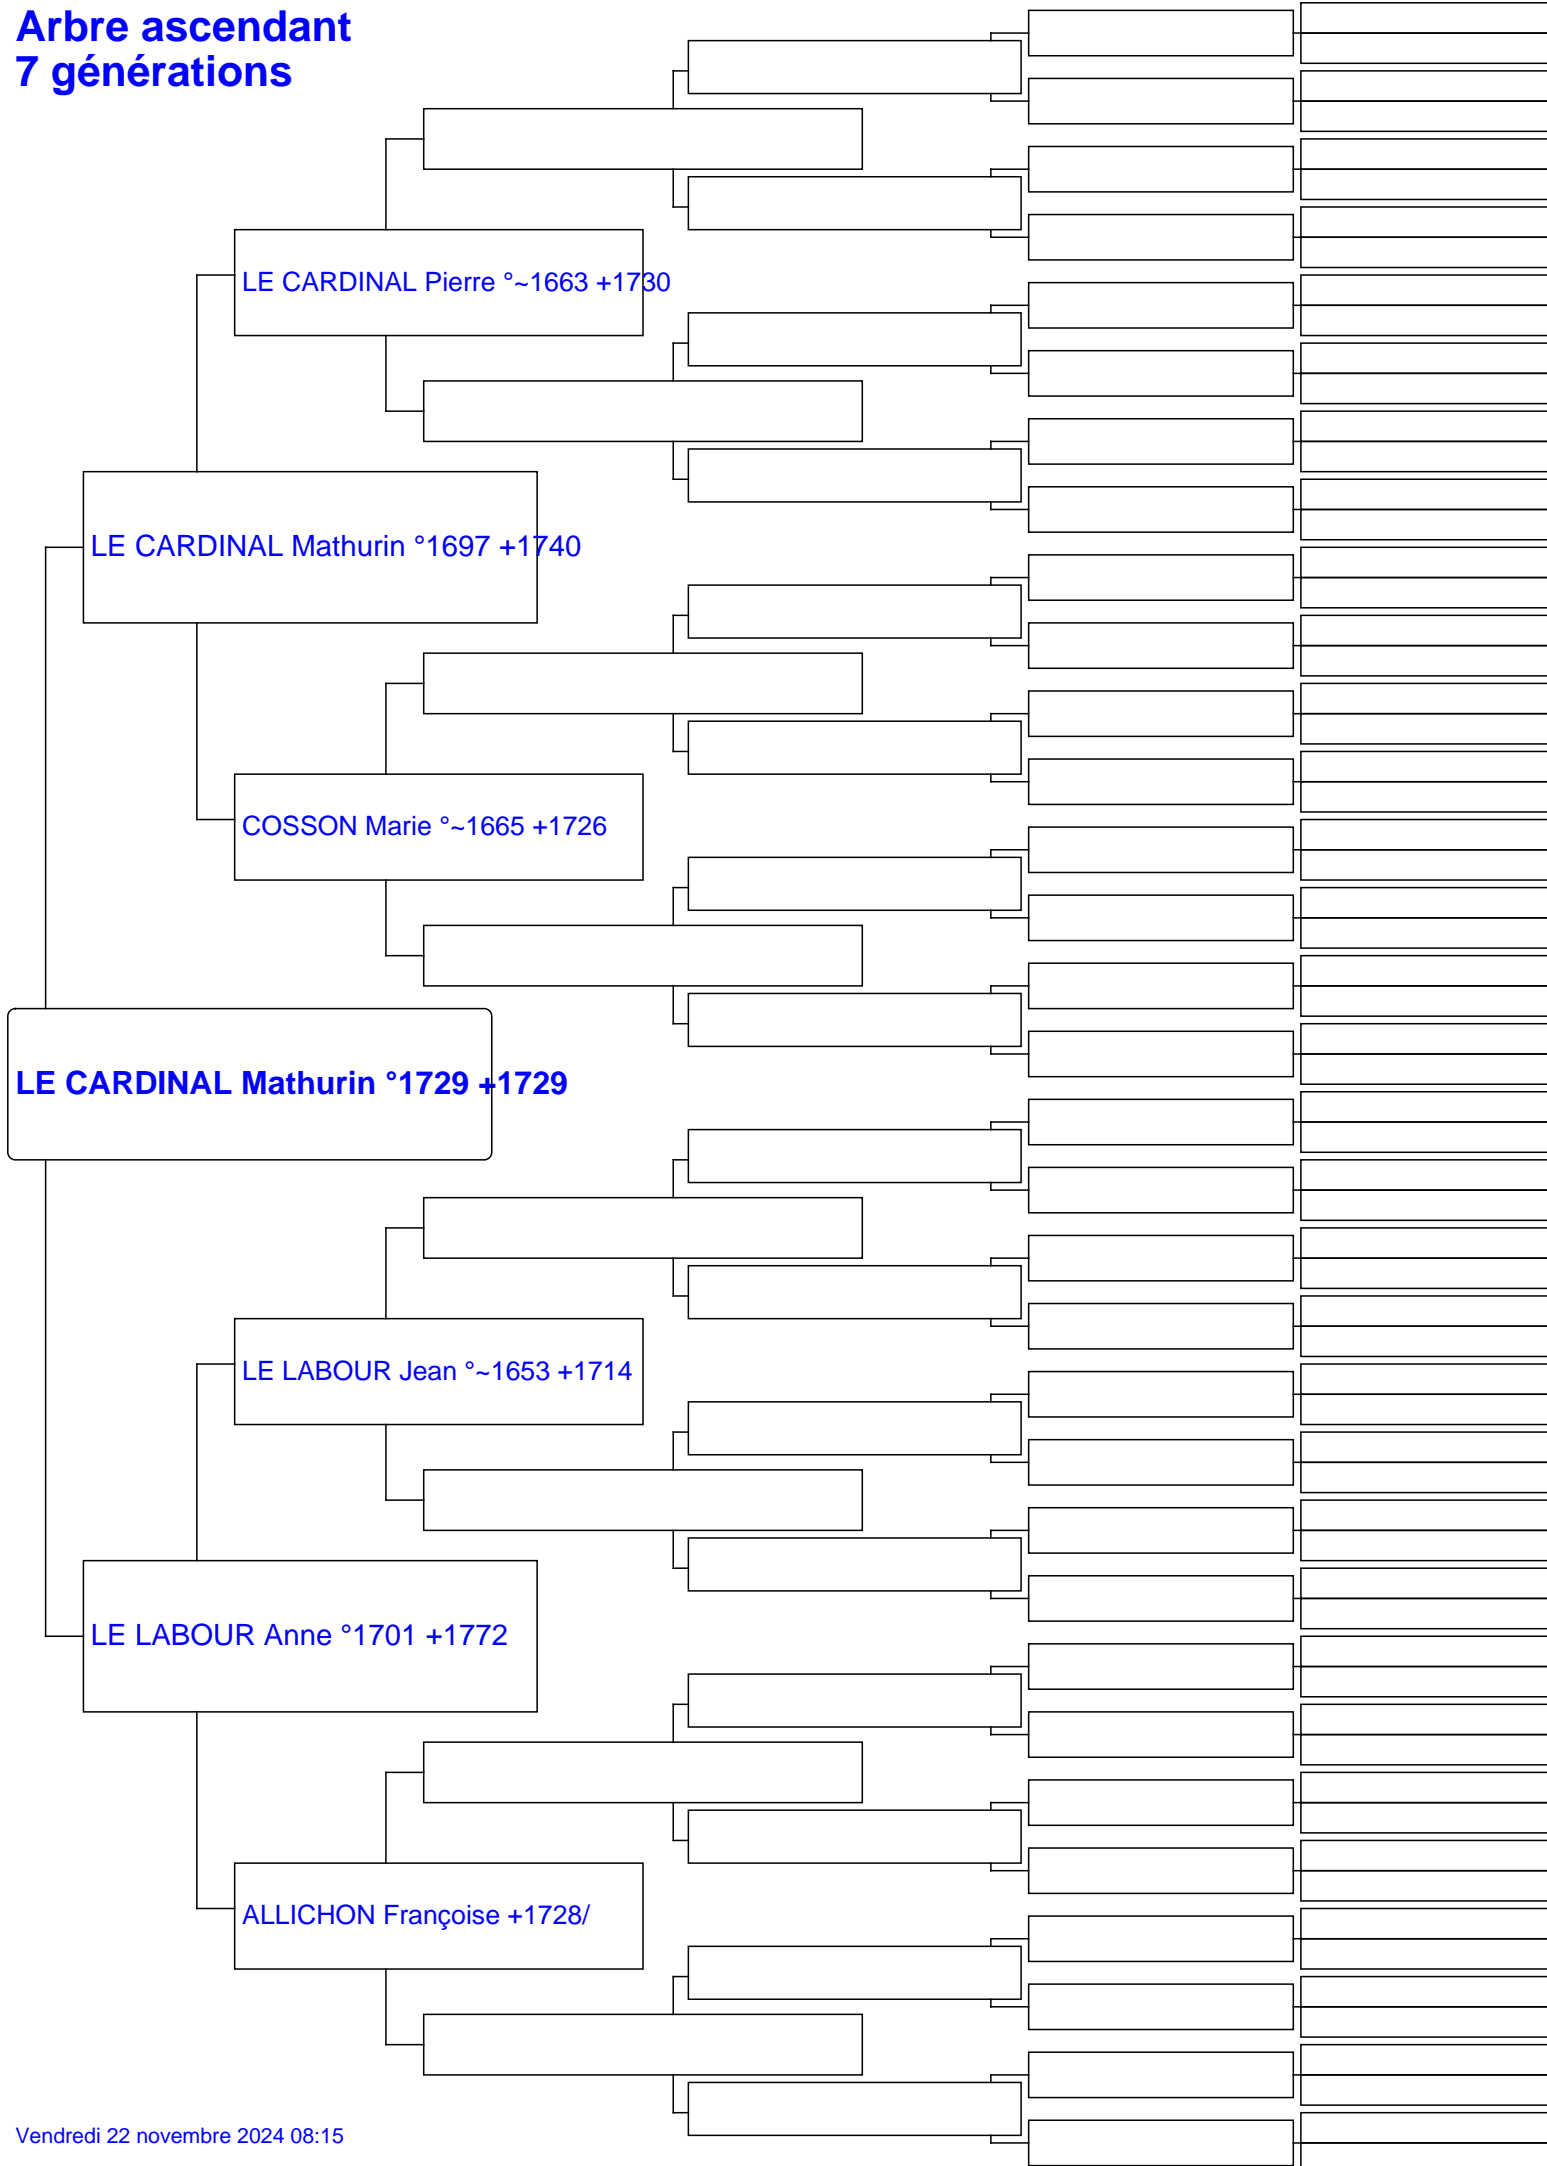 Arbre ascendant
7 générations
LE CARDINAL Pierre °~1663 +1730
LE CARDINAL Mathurin °1697 +1740
COSSON Marie °~1665 +1726
LE CARDINAL Mathurin °1729 +1729
LE LABOUR Jean °~1653 +1714
LE LABOUR Anne °1701 +1772
ALLICHON Françoise +1728/
Vendredi 22 novembre 2024 08:15